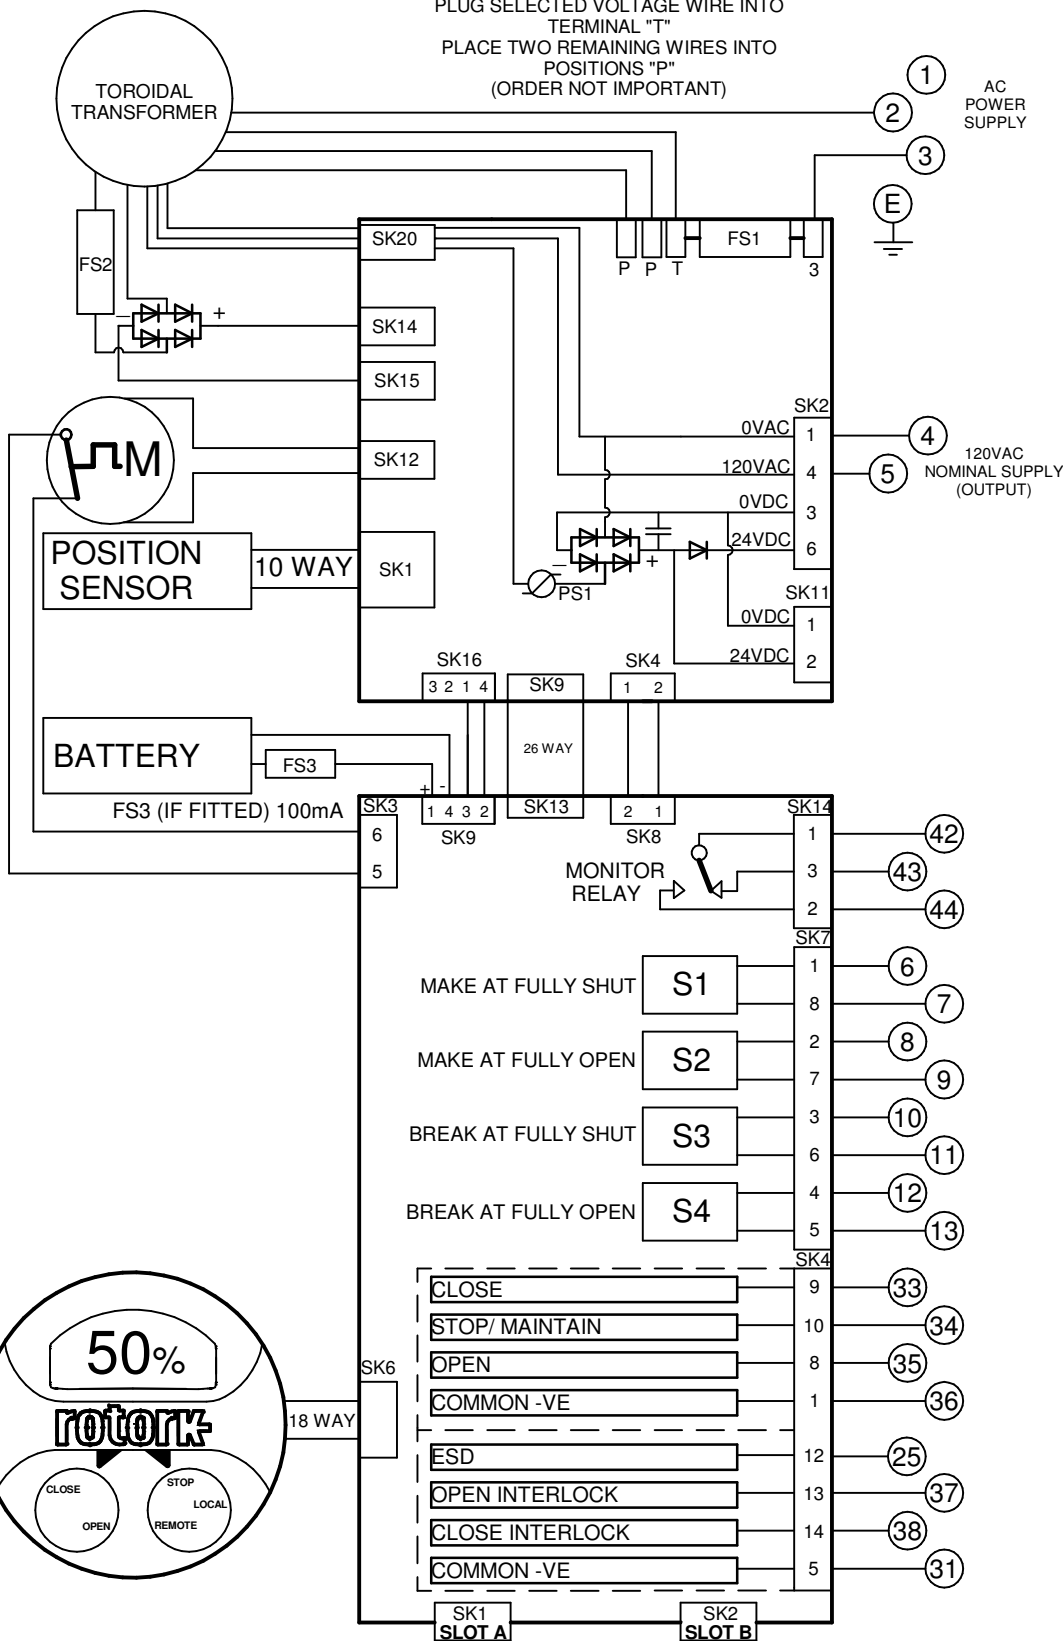 PLUG SELECTED VOLTAGE WIRE INTO
TERMINAL "T"
PLACE TWO REMAINING WIRES INTO
POSITIONS "P"
(ORDER NOT IMPORTANT)
TOROIDAL
TRANSFORMER
1
2
3
AC
POWER
SUPPLY
E
FS2
SK20
P P T
FS1
3
− +
SK14
SK15
M
SK12
SK2
0VAC 1 4
120VAC 4 5
0VDC 3
24VDC 6
120VAC
NOMINAL SUPPLY
(OUTPUT)
POSITION
SENSOR
10 WAY
SK1
− +
PS1
SK11
0VDC 1
24VDC 2
SK16
3 2 1 4
SK9
SK4
1 2
26 WAY
BATTERY
FS3
FS3 (IF FITTED) 100mA
+ -
SK3
6
5
1 4 3 2
SK9
SK13
2 1
SK8
SK14
MONITOR
RELAY
1 42
3 43
2 44
SK7
MAKE AT FULLY SHUT S1
1 6
8 7
MAKE AT FULLY OPEN S2
2 8
7 9
BREAK AT FULLY SHUT S3
3 10
6 11
BREAK AT FULLY OPEN S4
4 12
5 13
SK4
CLOSE 9 33
STOP/ MAINTAIN 10 34
OPEN 8 35
COMMON -VE 1 36
ESD 12 25
OPEN INTERLOCK 13 37
CLOSE INTERLOCK 14 38
COMMON -VE 5 31
50%
rotork
CLOSE
OPEN
STOP
LOCAL
REMOTE
18 WAY
SK6
SK1
SLOT A
SK2
SLOT B